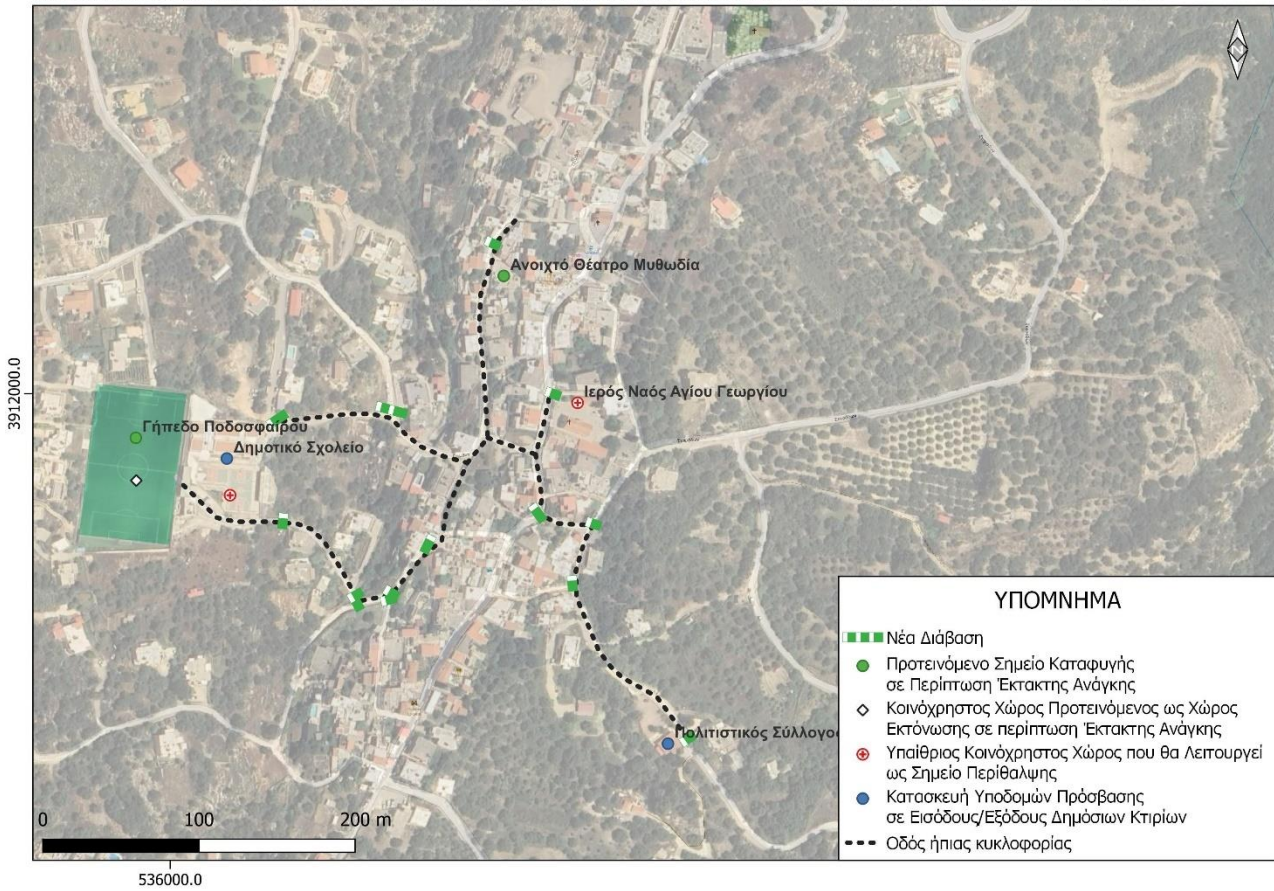 N
Ανοιχτό Θέατρο Μυθωδία
3912000.0
Ιερός Ναός Αγίου Γεωργίου
Γήπεδο Ποδοσφαίρου
Δημοτικό Σχολείο
Πολιτιστικός Σύλλογος
ΥΠΟΜΝΗΜΑ
Νέα Διάβαση
Προτεινόμενο Σημείο Καταφυγής
σε Περίπτωση Έκτακτης Ανάγκης
Κοινόχρηστος Χώρος Προτεινόμενος ως Χώρος
Εκτόνωσης σε περίπτωση Έκτακτης Ανάγκης
Υπαίθριος Κοινόχρηστος Χώρος που θα Λειτουργεί
ως Σημείο Περίθαλψης
Κατασκευή Υποδομών Πρόσβασης
σε Εισόδους/Εξόδους Δημόσιων Κτιρίων
Οδός ήπιας κυκλοφορίας
0 100 200 m
536000.0